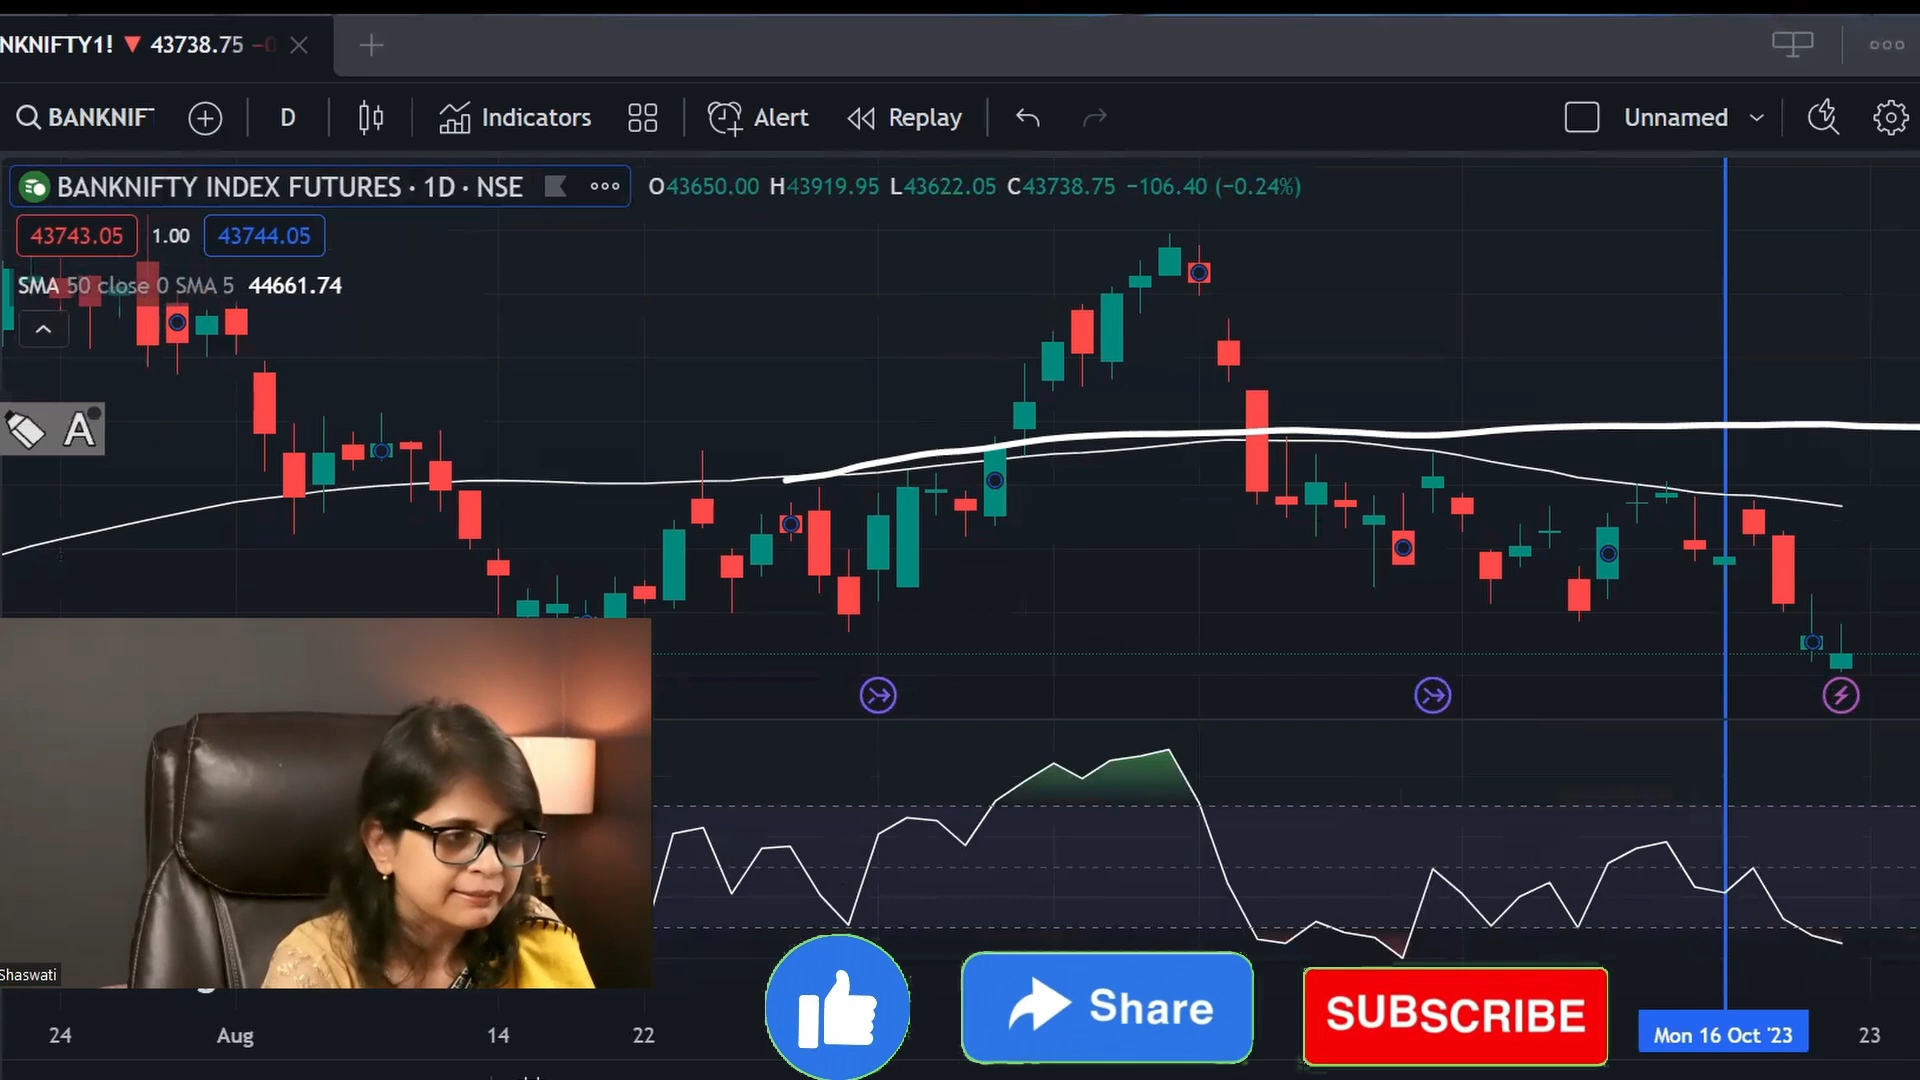 NKNIFTY1! ▼ 43738.75 −0
BANKNIF
D
Indicators
Alert
Replay
Unnamed
BANKNIFTY INDEX FUTURES · 1D · NSE
O43650.00 H43919.95 L43622.05 C43738.75 −106.40 (−0.24%)
43743.05 1.00 43744.05
SMA 50 close 0 SMA 5 44661.74
A
Shaswati
Share
SUBSCRIBE
24 Aug 14 22 Mon 16 Oct '23 23